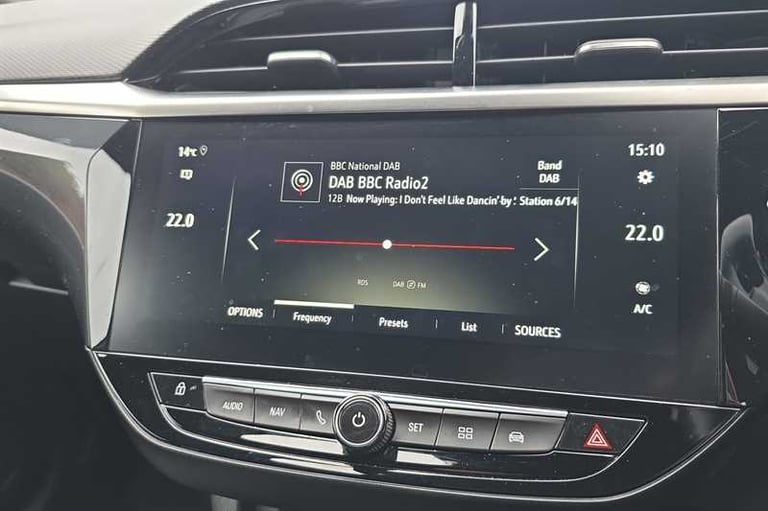 14°C
BBC National DAB
DAB BBC Radio2
12B Now Playing: I Don't Feel Like Dancin' by : Station 6/14
Band
DAB
15:10
22.0
22.0
RDS DAB FM
A/C
OPTIONS Frequency Presets List SOURCES
AUDIO NAV SET